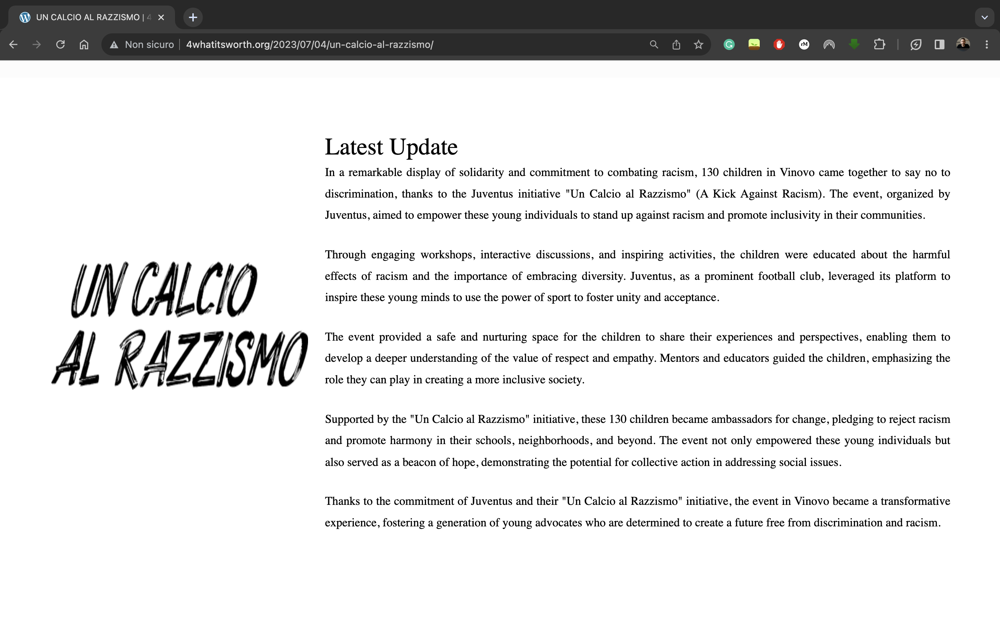 UN CALCIO AL RAZZISMO | 4
Non sicuro
4whatitsworth.org/2023/07/04/un-calcio-al-razzismo/
rM
UN CALCIO
AL RAZZISMO
Latest Update
In a remarkable display of solidarity and commitment to combating racism, 130 children in Vinovo came together to say no to
discrimination, thanks to the Juventus initiative "Un Calcio al Razzismo" (A Kick Against Racism). The event, organized by
Juventus, aimed to empower these young individuals to stand up against racism and promote inclusivity in their communities.
Through engaging workshops, interactive discussions, and inspiring activities, the children were educated about the harmful
effects of racism and the importance of embracing diversity. Juventus, as a prominent football club, leveraged its platform to
inspire these young minds to use the power of sport to foster unity and acceptance.
The event provided a safe and nurturing space for the children to share their experiences and perspectives, enabling them to
develop a deeper understanding of the value of respect and empathy. Mentors and educators guided the children, emphasizing the
role they can play in creating a more inclusive society.
Supported by the "Un Calcio al Razzismo" initiative, these 130 children became ambassadors for change, pledging to reject racism
and promote harmony in their schools, neighborhoods, and beyond. The event not only empowered these young individuals but
also served as a beacon of hope, demonstrating the potential for collective action in addressing social issues.
Thanks to the commitment of Juventus and their "Un Calcio al Razzismo" initiative, the event in Vinovo became a transformative
experience, fostering a generation of young advocates who are determined to create a future free from discrimination and racism.